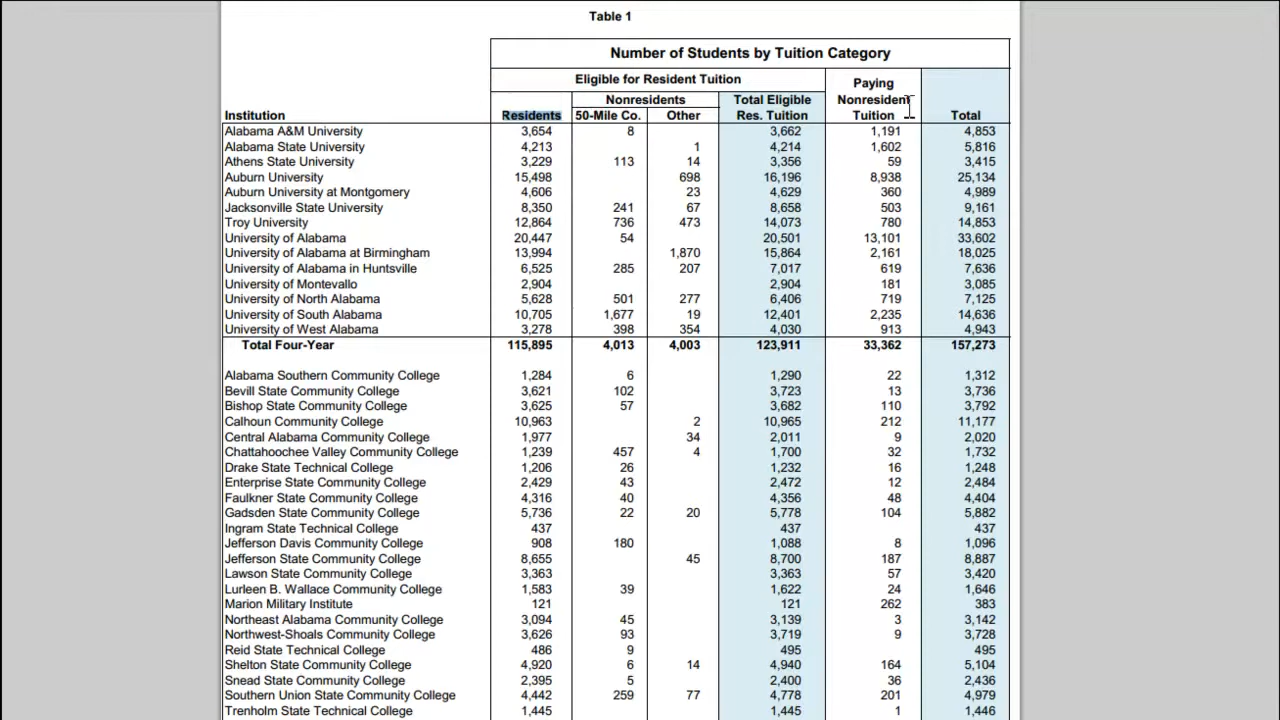 Table 1
Number of Students by Tuition Category
Eligible for Resident Tuition
Paying
Nonresidents Total Eligible Nonresident
Institution Residents 50-Mile Co. Other Res. Tuition Tuition Total
Alabama A&M University 3,654 8 3,662 1,191 4,853
Alabama State University 4,213 1 4,214 1,602 5,816
Athens State University 3,229 113 14 3,356 59 3,415
Auburn University 15,498 698 16,196 8,938 25,134
Auburn University at Montgomery 4,606 23 4,629 360 4,989
Jacksonville State University 8,350 241 67 8,658 503 9,161
Troy University 12,864 736 473 14,073 780 14,853
University of Alabama 20,447 54 20,501 13,101 33,602
University of Alabama at Birmingham 13,994 1,870 15,864 2,161 18,025
University of Alabama in Huntsville 6,525 285 207 7,017 619 7,636
University of Montevallo 2,904 2,904 181 3,085
University of North Alabama 5,628 501 277 6,406 719 7,125
University of South Alabama 10,705 1,677 19 12,401 2,235 14,636
University of West Alabama 3,278 398 354 4,030 913 4,943
Total Four-Year 115,895 4,013 4,003 123,911 33,362 157,273
Alabama Southern Community College 1,284 6 1,290 22 1,312
Bevill State Community College 3,621 102 3,723 13 3,736
Bishop State Community College 3,625 57 3,682 110 3,792
Calhoun Community College 10,963 2 10,965 212 11,177
Central Alabama Community College 1,977 34 2,011 9 2,020
Chattahoochee Valley Community College 1,239 457 4 1,700 32 1,732
Drake State Technical College 1,206 26 1,232 16 1,248
Enterprise State Community College 2,429 43 2,472 12 2,484
Faulkner State Community College 4,316 40 4,356 48 4,404
Gadsden State Community College 5,736 22 20 5,778 104 5,882
Ingram State Technical College 437 437 437
Jefferson Davis Community College 908 180 1,088 8 1,096
Jefferson State Community College 8,655 45 8,700 187 8,887
Lawson State Community College 3,363 3,363 57 3,420
Lurleen B. Wallace Community College 1,583 39 1,622 24 1,646
Marion Military Institute 121 121 262 383
Northeast Alabama Community College 3,094 45 3,139 3 3,142
Northwest-Shoals Community College 3,626 93 3,719 9 3,728
Reid State Technical College 486 9 495 495
Shelton State Community College 4,920 6 14 4,940 164 5,104
Snead State Community College 2,395 5 2,400 36 2,436
Southern Union State Community College 4,442 259 77 4,778 201 4,979
Trenholm State Technical College 1,445 1,445 1 1,446